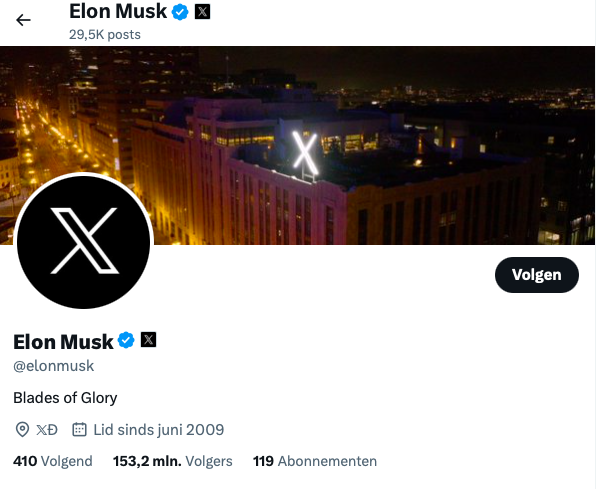 Elon Musk
29,5K posts
X
Volgen
Elon Musk
@elonmusk
Blades of Glory
𝕏Ð Lid sinds juni 2009
410 Volgend 153,2 mln. Volgers 119 Abonnementen